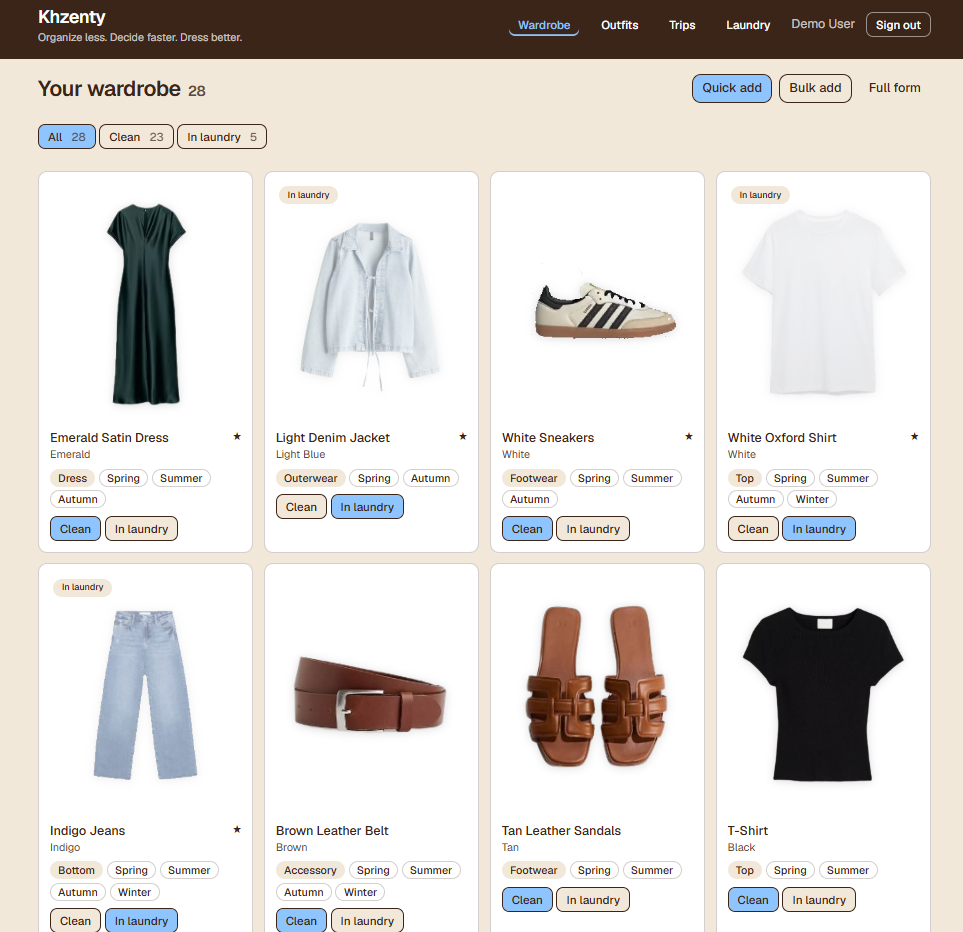 Khzenty
Organize less. Decide faster. Dress better.
Wardrobe Outfits Trips Laundry Demo User Sign out
Your wardrobe 28
Quick add Bulk add Full form
All 28 Clean 23 In laundry 5
Emerald Satin Dress ★
Emerald
Dress Spring Summer
Autumn
Clean In laundry
In laundry
Light Denim Jacket ★
Light Blue
Outerwear Spring Autumn
Clean In laundry
White Sneakers ★
White
Footwear Spring Summer
Autumn
Clean In laundry
In laundry
White Oxford Shirt ★
White
Top Spring Summer
Autumn Winter
Clean In laundry
In laundry
Indigo Jeans ★
Indigo
Bottom Spring Summer
Autumn Winter
Clean In laundry
Brown Leather Belt
Brown
Accessory Spring Summer
Autumn Winter
Clean In laundry
Tan Leather Sandals
Tan
Footwear Spring Summer
Clean In laundry
T-Shirt
Black
Top Spring Summer
Clean In laundry